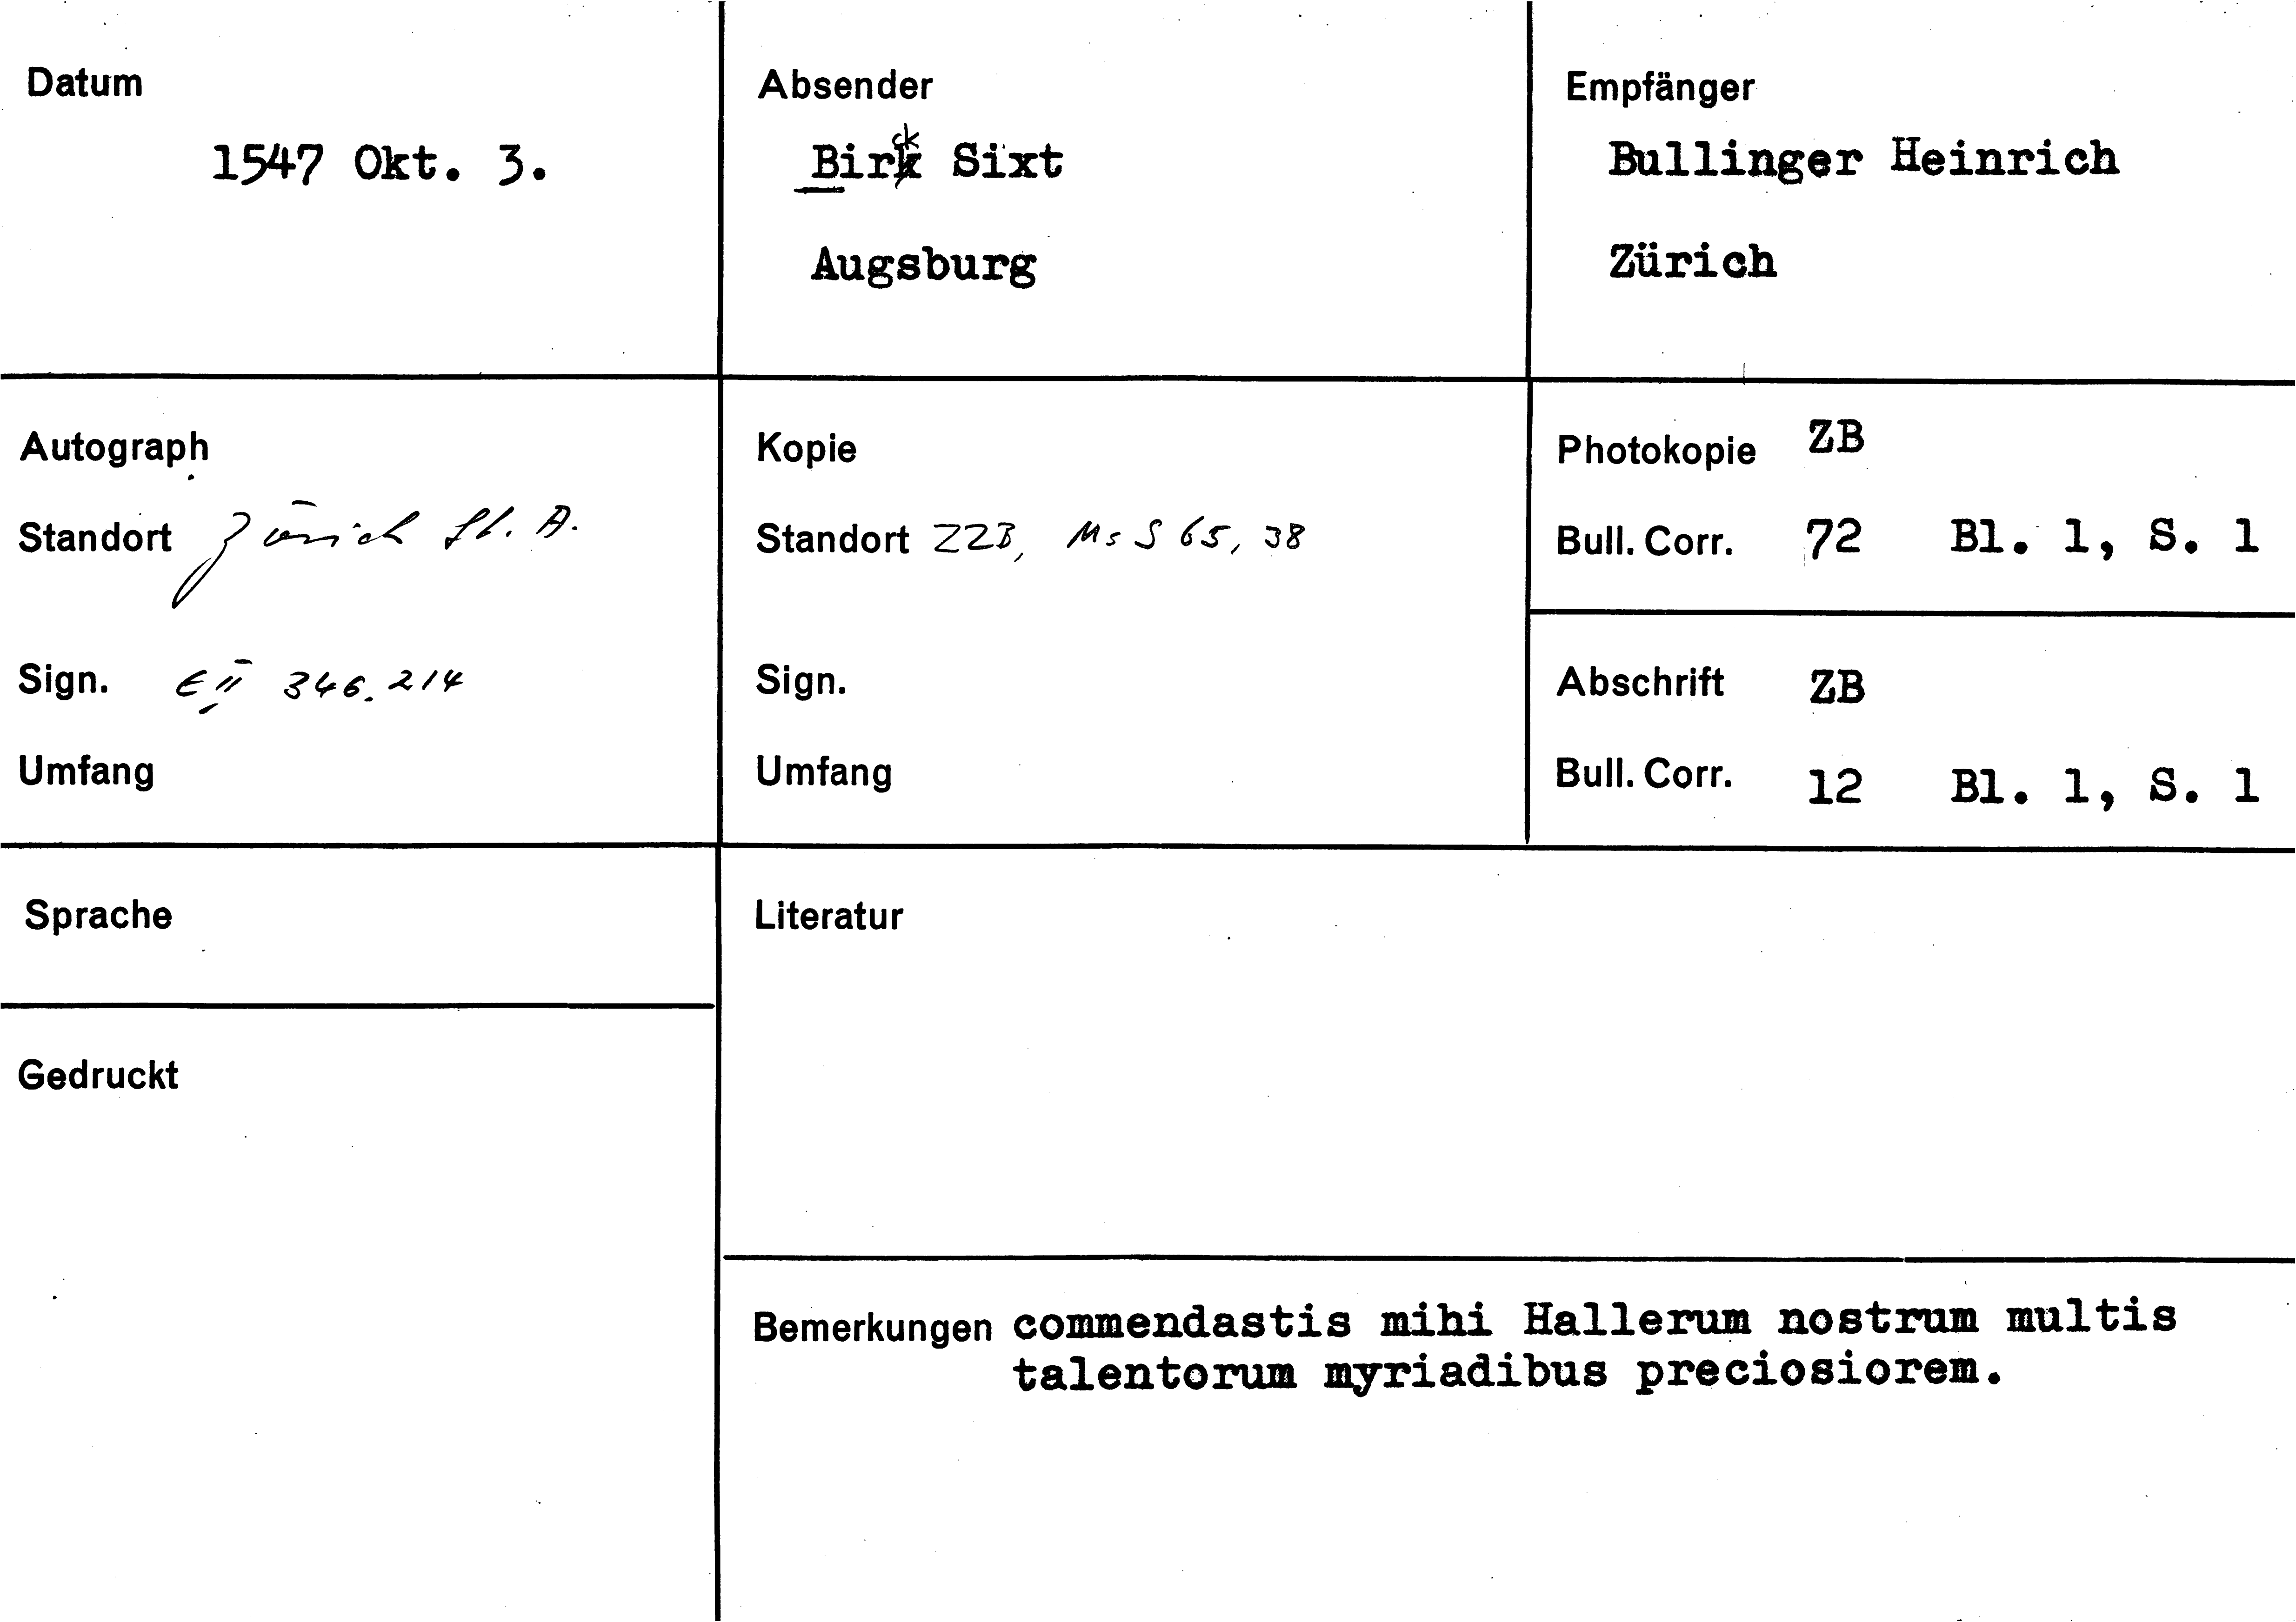 Datum
1547 Okt. 3.
Absender
Birck Sixt
Augsburg
Empfänger
Bullinger Heinrich
Zürich
Autograph
Standort Zürich St. A.
Sign. E II 346.214
Umfang
Kopie
Standort ZZB, Ms S 65, 38
Sign.
Umfang
Photokopie ZB
Bull. Corr. 72 Bl. 1, S. 1
Abschrift ZB
Bull. Corr. 12 Bl. 1, S. 1
Sprache
Gedruckt
Literatur
Bemerkungen commendastis mihi Hallerum nostrum multis
talentorum myriadibus preciosiorem.